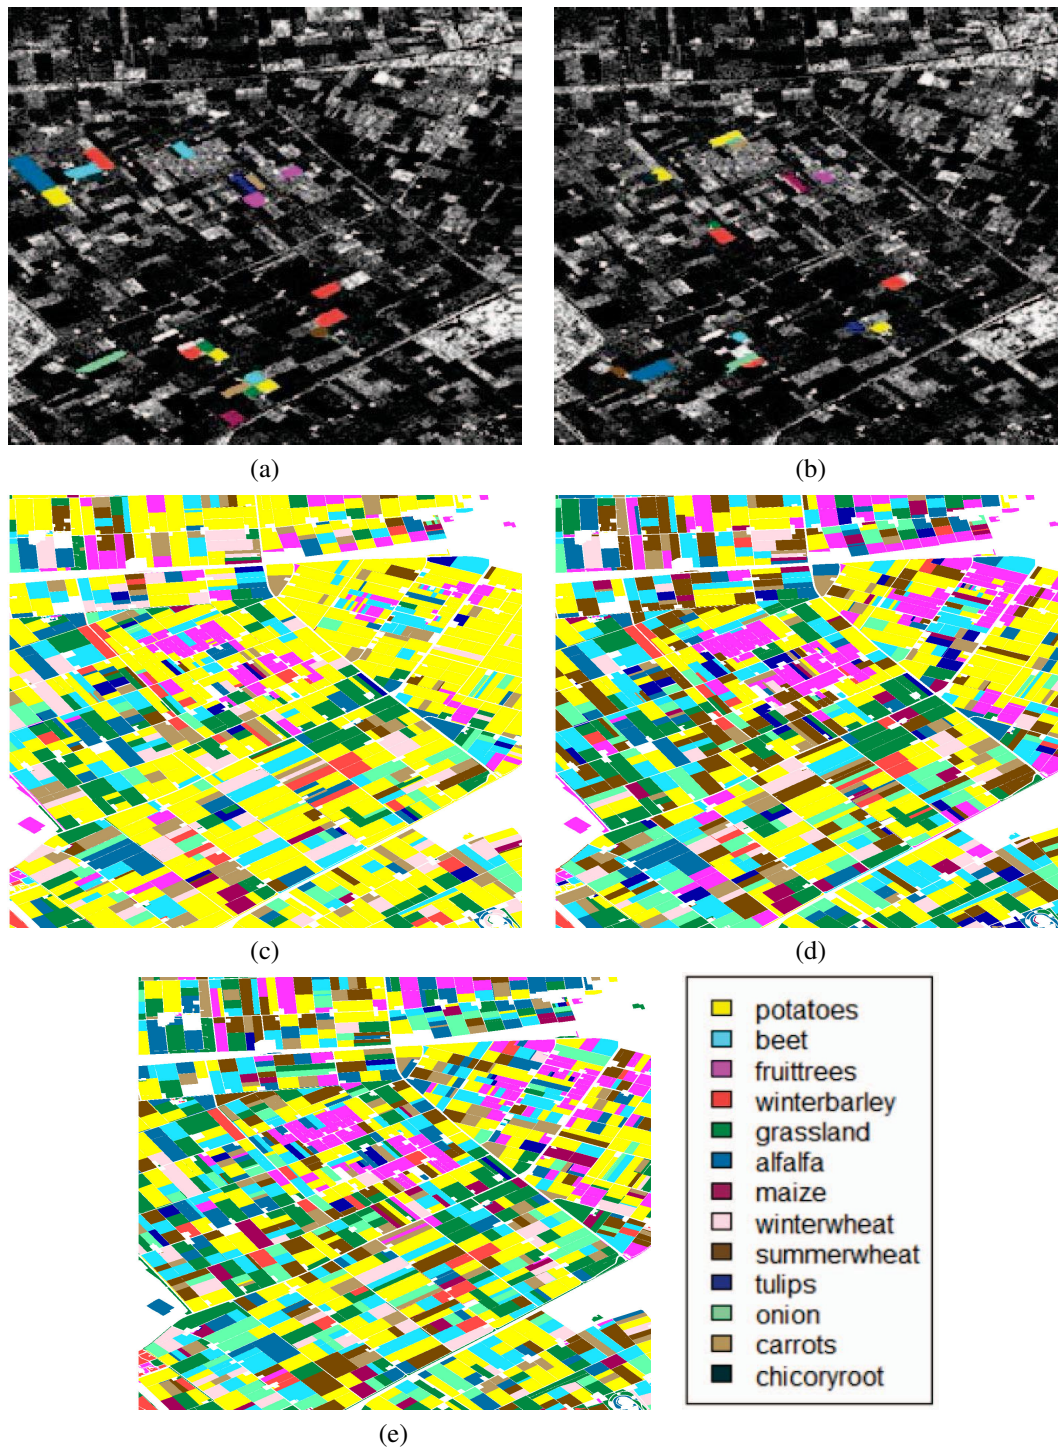 (a)
(b)
(c)
(d)
(e)
potatoes
beet
fruittrees
winterbarley
grassland
alfalfa
maize
winterwheat
summerwheat
tulips
onion
carrots
chicoryroot